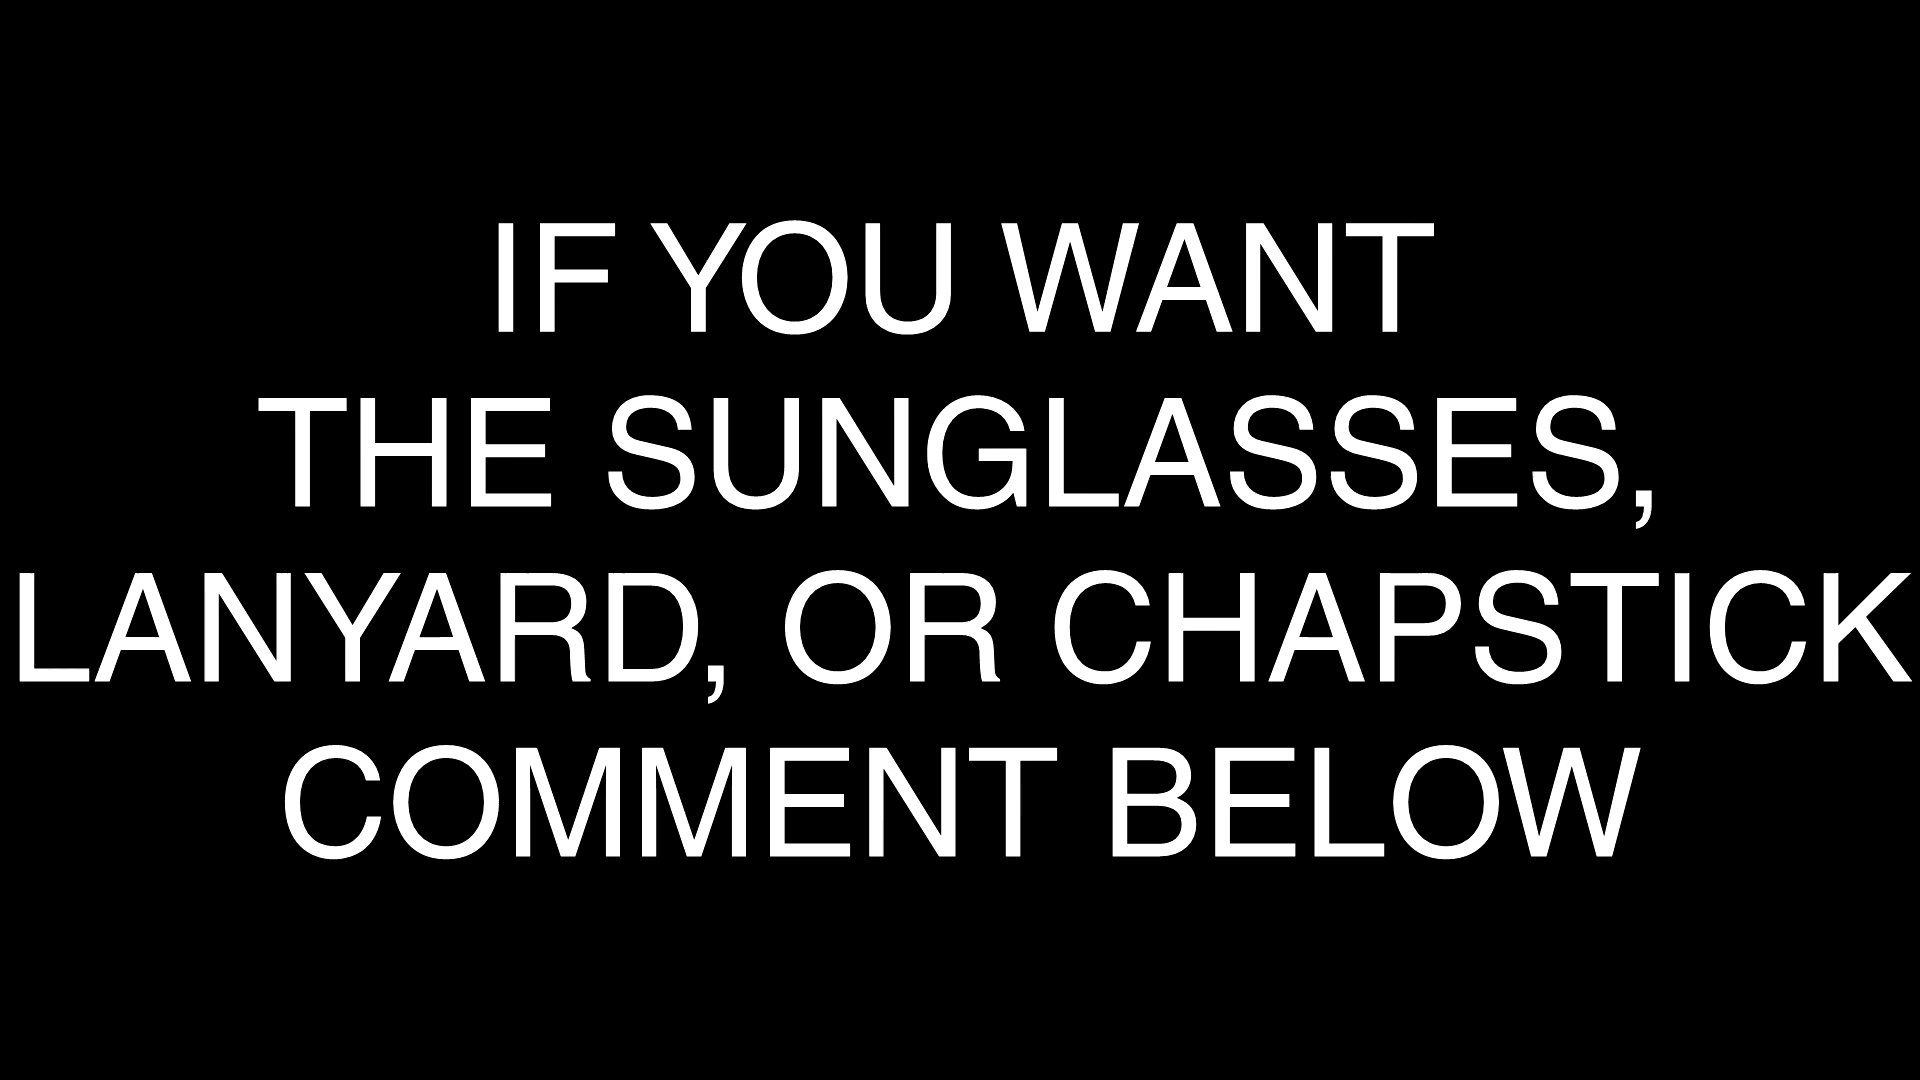 IF YOU WANT
THE SUNGLASSES,
LANYARD, OR CHAPSTICK
COMMENT BELOW